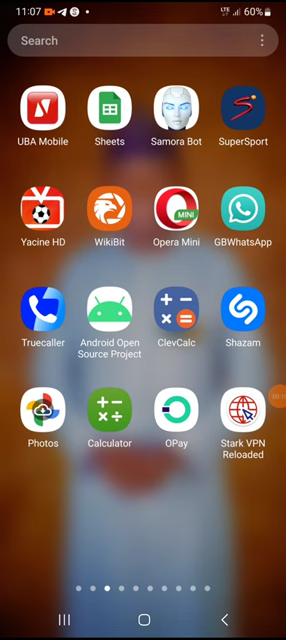 11:07
LTE
60%
Search
UBA Mobile
Sheets
Samora Bot
SuperSport
MINI
Yacine HD
WikiBit
Opera Mini
GBWhatsApp
Truecaller
Android Open
Source Project
ClevCalc
Shazam
Photos
Calculator
OPay
Stark VPN
Reloaded